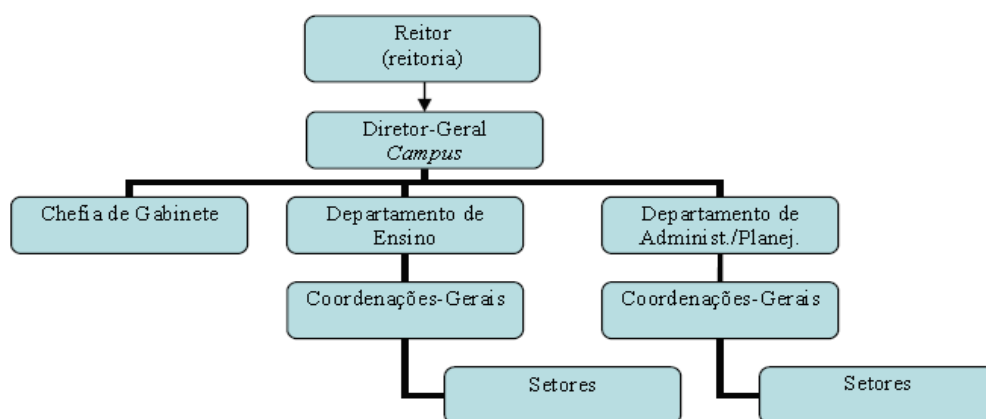 Reitor
(reitoria)
Diretor-Geral
Campus
Chefia de Gabinete
Departamento de
Ensino
Departamento de
Administ./Planej.
Coordenações-Gerais
Coordenações-Gerais
Setores
Setores